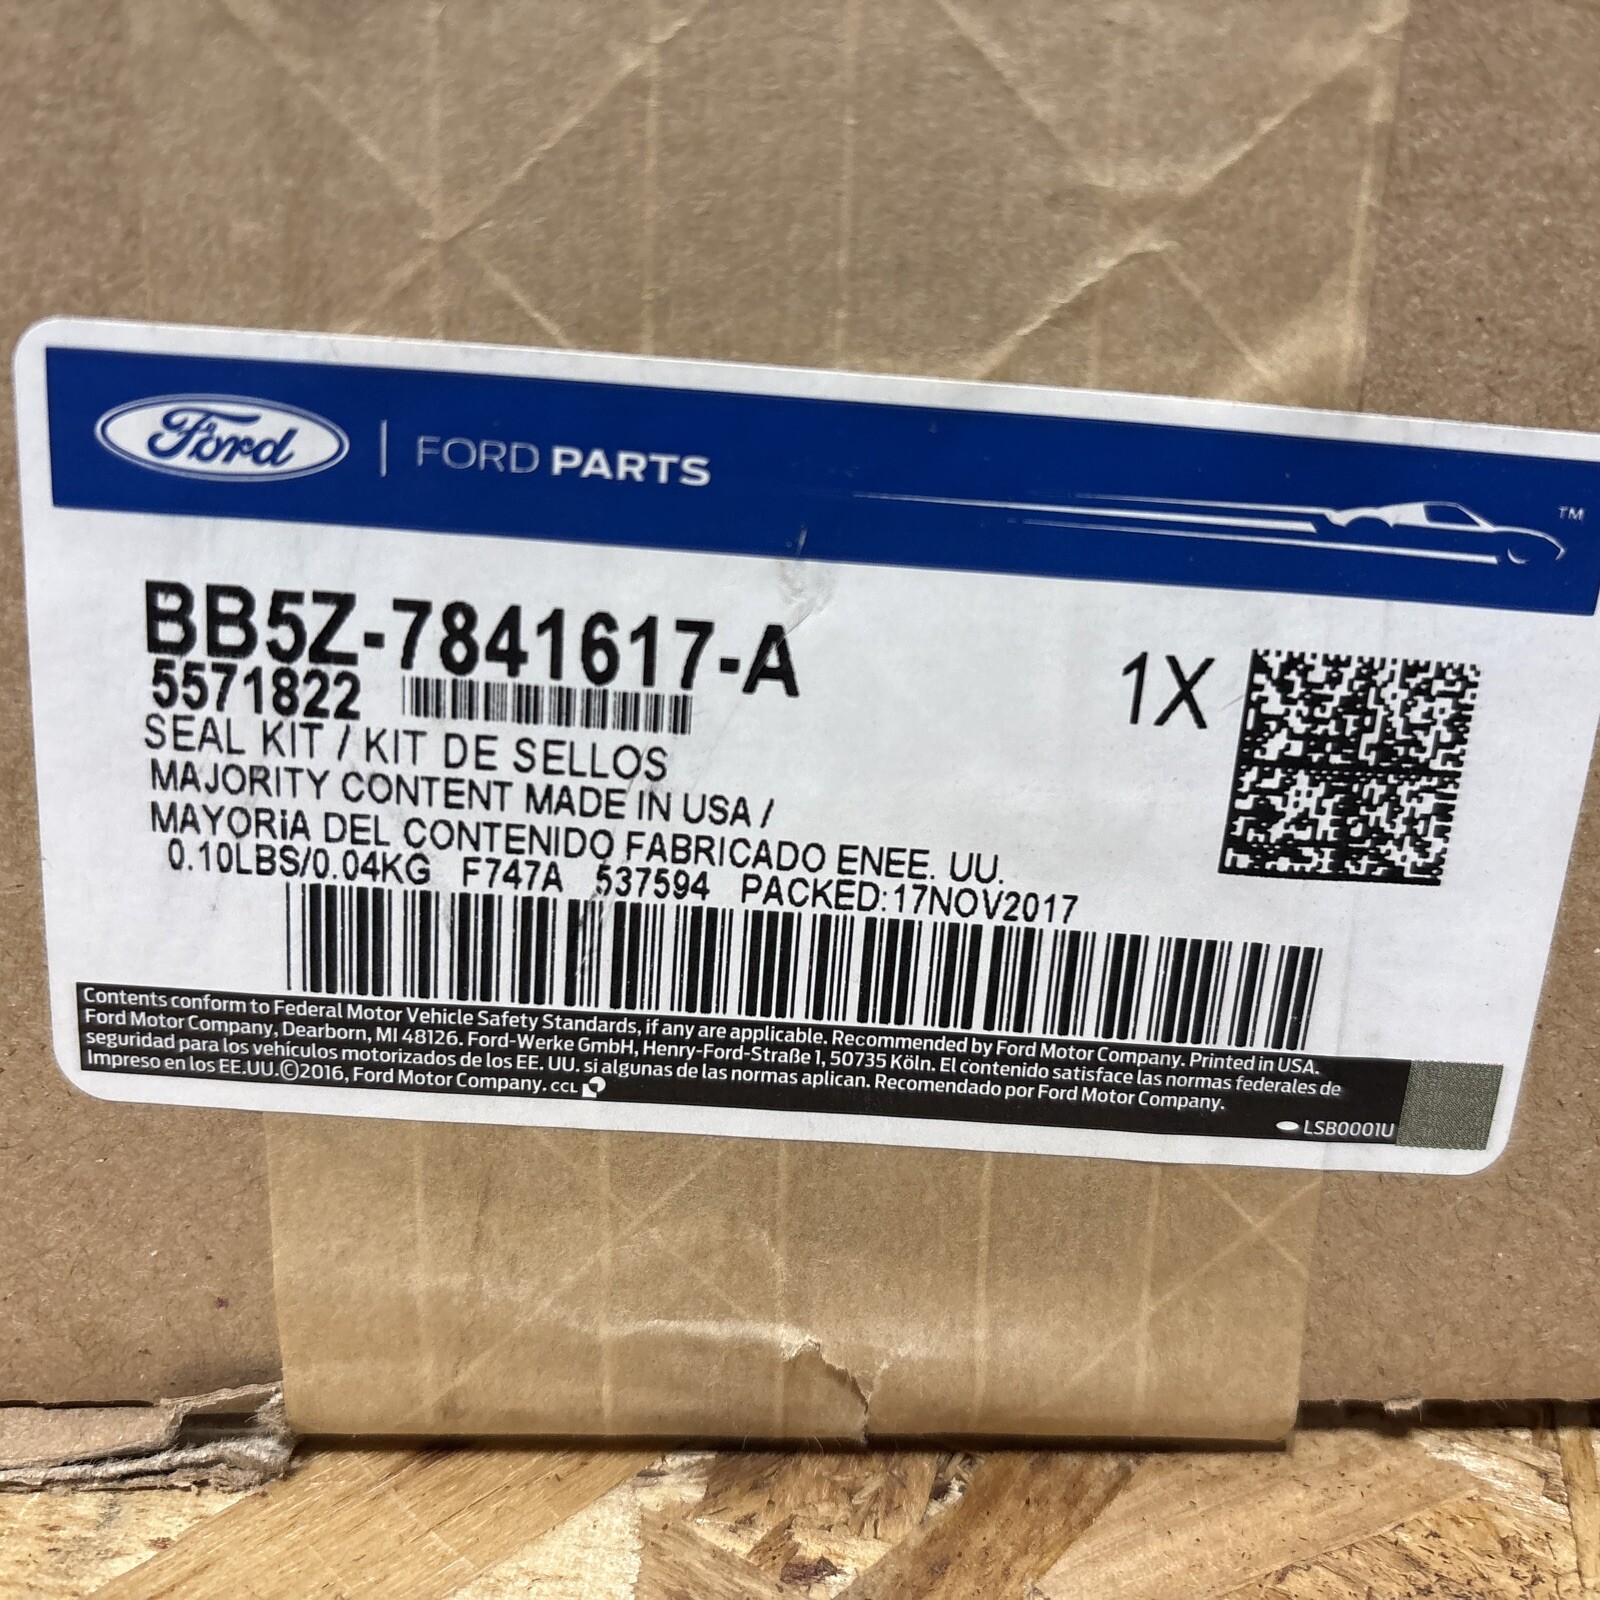 Ford | FORD PARTS
TM
BB5Z-7841617-A
1X
5571822
SEAL KIT / KIT DE SELLOS
MAJORITY CONTENT MADE IN USA /
MAYORiA DEL CONTENIDO FABRICADO ENEE. UU.
0.10LBS/0.04KG F747A 537594 PACKED:17NOV2017
Contents conform to Federal Motor Vehicle Safety Standards, if any are applicable. Recommended by Ford Motor Company. Printed in USA.
Ford Motor Company, Dearborn, MI 48126. Ford-Werke GmbH, Henry-Ford-Straße 1, 50735 Köln. El contenido satisface las normas federales de
seguridad para los vehículos motorizados de los EE. UU. si algunas de las normas aplican. Recomendado por Ford Motor Company.
Impreso en los EE.UU.©2016, Ford Motor Company. CCL
LSB0001U